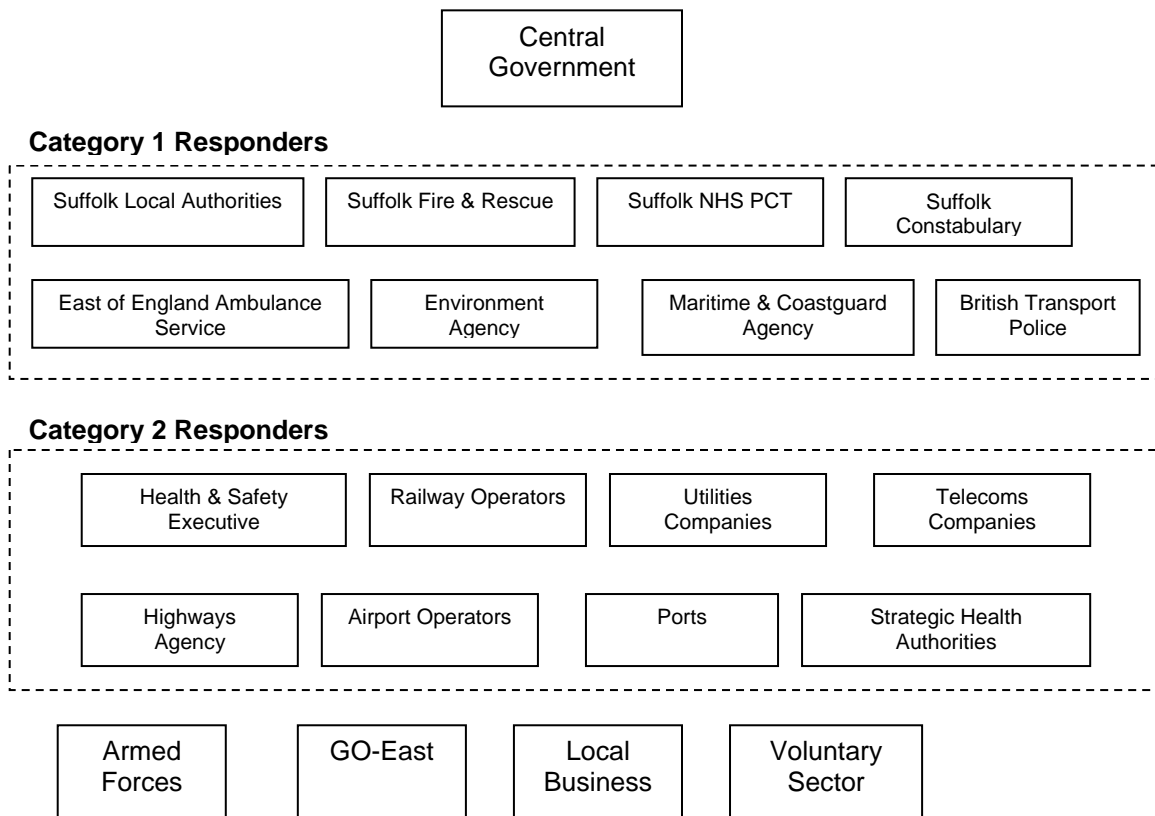 Central
Government
Category 1 Responders
Suffolk Local Authorities
Suffolk Fire & Rescue
Suffolk NHS PCT
Suffolk
Constabulary
East of England Ambulance
Service
Environment
Agency
Maritime & Coastguard
Agency
British Transport
Police
Category 2 Responders
Health & Safety
Executive
Railway Operators
Utilities
Companies
Telecoms
Companies
Highways
Agency
Airport Operators
Ports
Strategic Health
Authorities
Armed
Forces
GO-East
Local
Business
Voluntary
Sector